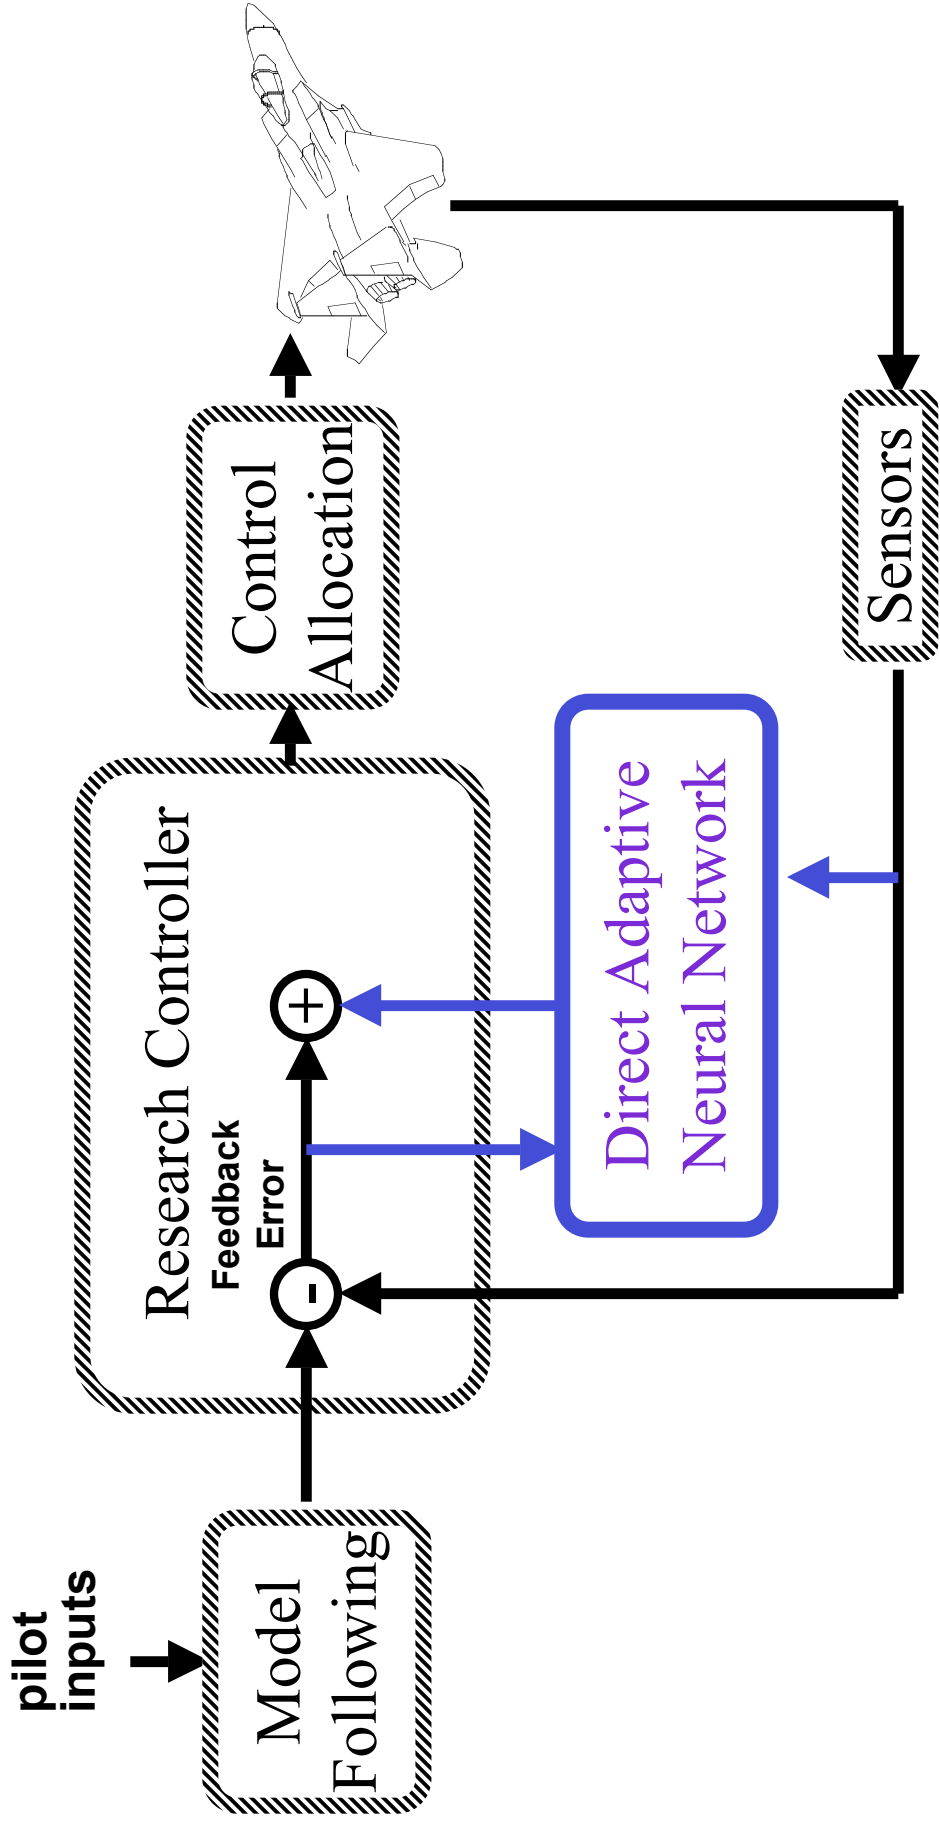 pilot
inputs
Model
Following
Research Controller
Feedback
Error
-
+
Control
Allocation
Direct Adaptive
Neural Network
Sensors